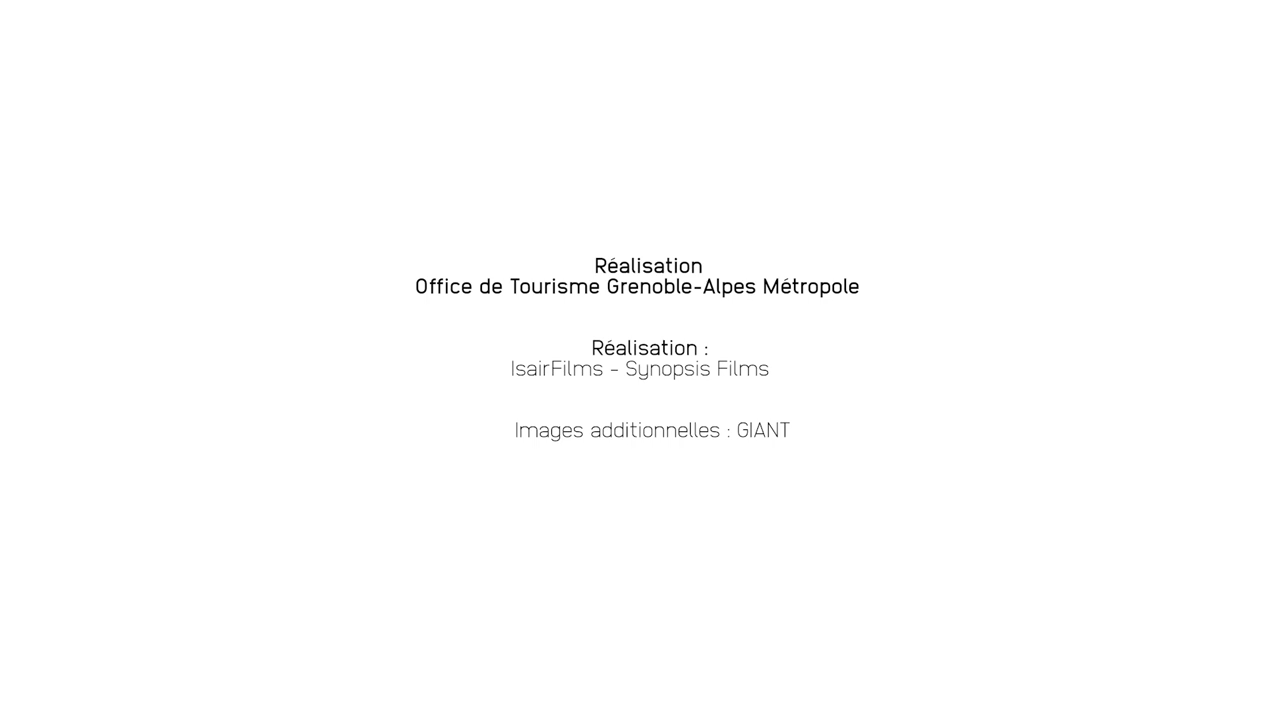 Réalisation
Office de Tourisme Grenoble-Alpes Métropole
Réalisation :
IsairFilms - Synopsis Films
Images additionnelles : GIANT